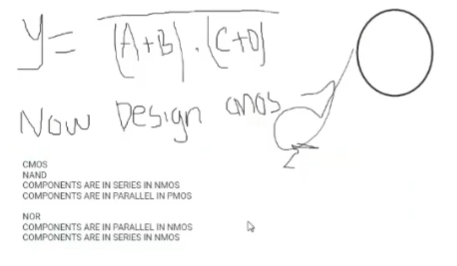 y = \overline{(A+B) . (C+D)}
Now Design cmos
CMOS
NAND
COMPONENTS ARE IN SERIES IN NMOS
COMPONENTS ARE IN PARALLEL IN PMOS
NOR
COMPONENTS ARE IN PARALLEL IN NMOS
COMPONENTS ARE IN SERIES IN NMOS